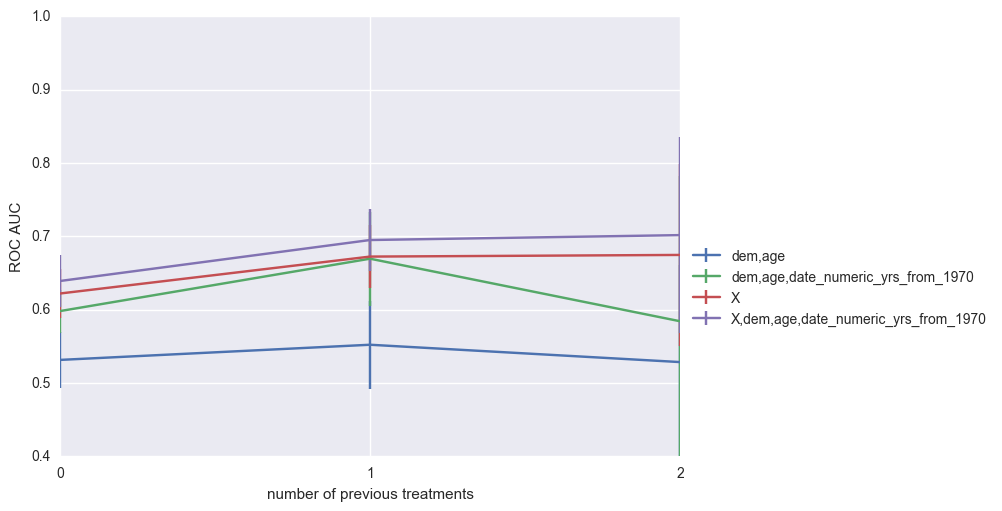 1.0
0.9
0.8
0.7
0.6
0.5
0.4
ROC AUC
0
1
2
number of previous treatments
dem,age
dem,age,date_numeric_yrs_from_1970
X
X,dem,age,date_numeric_yrs_from_1970